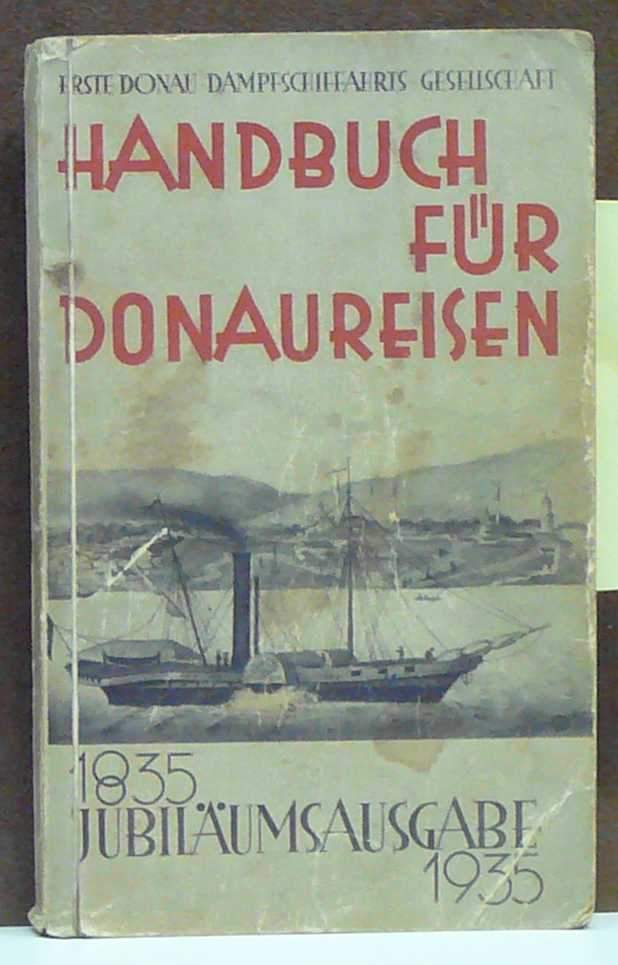 ERSTE DONAU DAMPFSCHIFFAHRTS GESELLSCHAFT
HANDBUCH
FÜR
DONAUREISEN
1835
JUBILÄUMSAUSGABE
1935